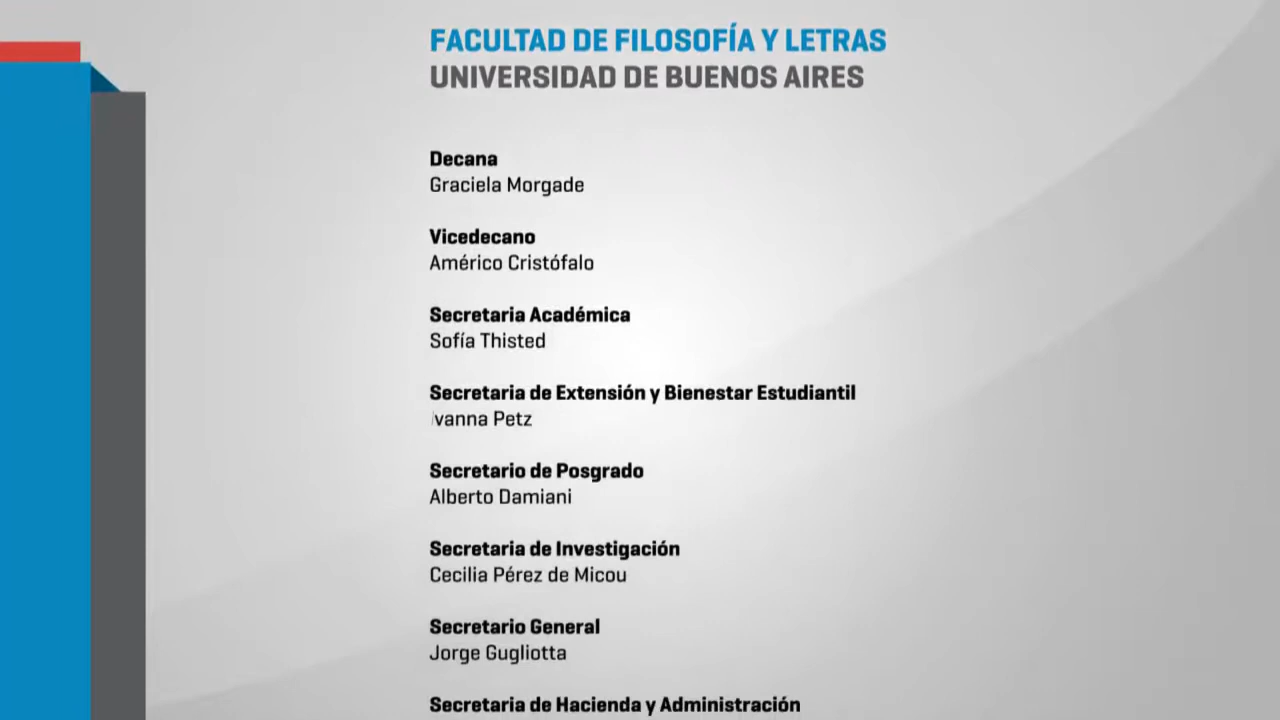 FACULTAD DE FILOSOFÍA Y LETRAS
UNIVERSIDAD DE BUENOS AIRES
Decana
Graciela Morgade
Vicedecano
Américo Cristófalo
Secretaria Académica
Sofía Thisted
Secretaria de Extensión y Bienestar Estudiantil
Ivanna Petz
Secretario de Posgrado
Alberto Damiani
Secretaria de Investigación
Cecilia Pérez de Micou
Secretario General
Jorge Gugliotta
Secretaria de Hacienda y Administración